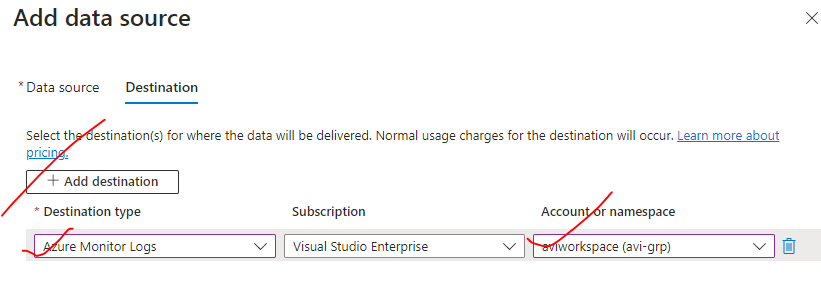 Add data source
* Data source Destination
Select the destination(s) for where the data will be delivered. Normal usage charges for the destination will occur. Learn more about
pricing.
+ Add destination
* Destination type Subscription Account or namespace
Azure Monitor Logs Visual Studio Enterprise aviworkspace (avi-grp)